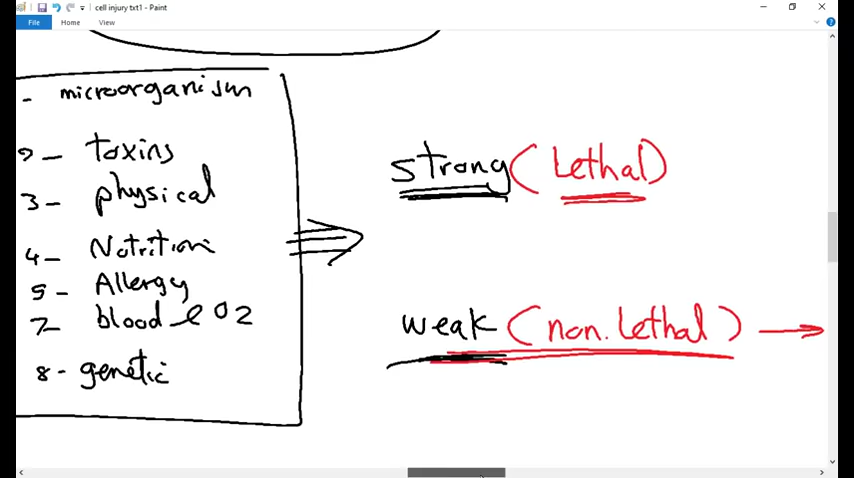 cell injury txt1 - Paint
File Home View
- microorganism
2- toxins
3- physical
4- Nutrition
5- Allergy
7- blood O2
8- genetic
strong (Lethal)
weak (non.Lethal)